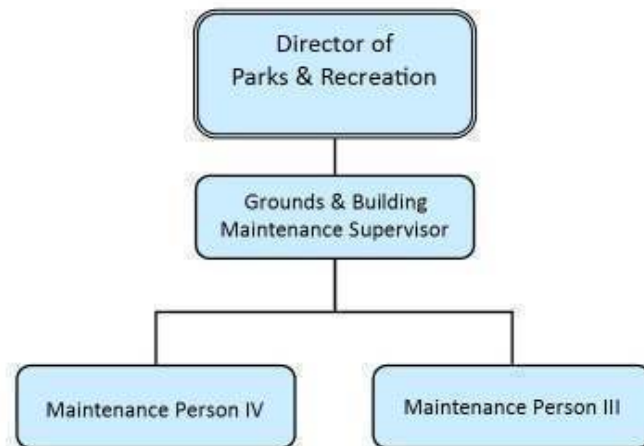 Director of
Parks & Recreation
Grounds & Building
Maintenance Supervisor
Maintenance Person IV
Maintenance Person III